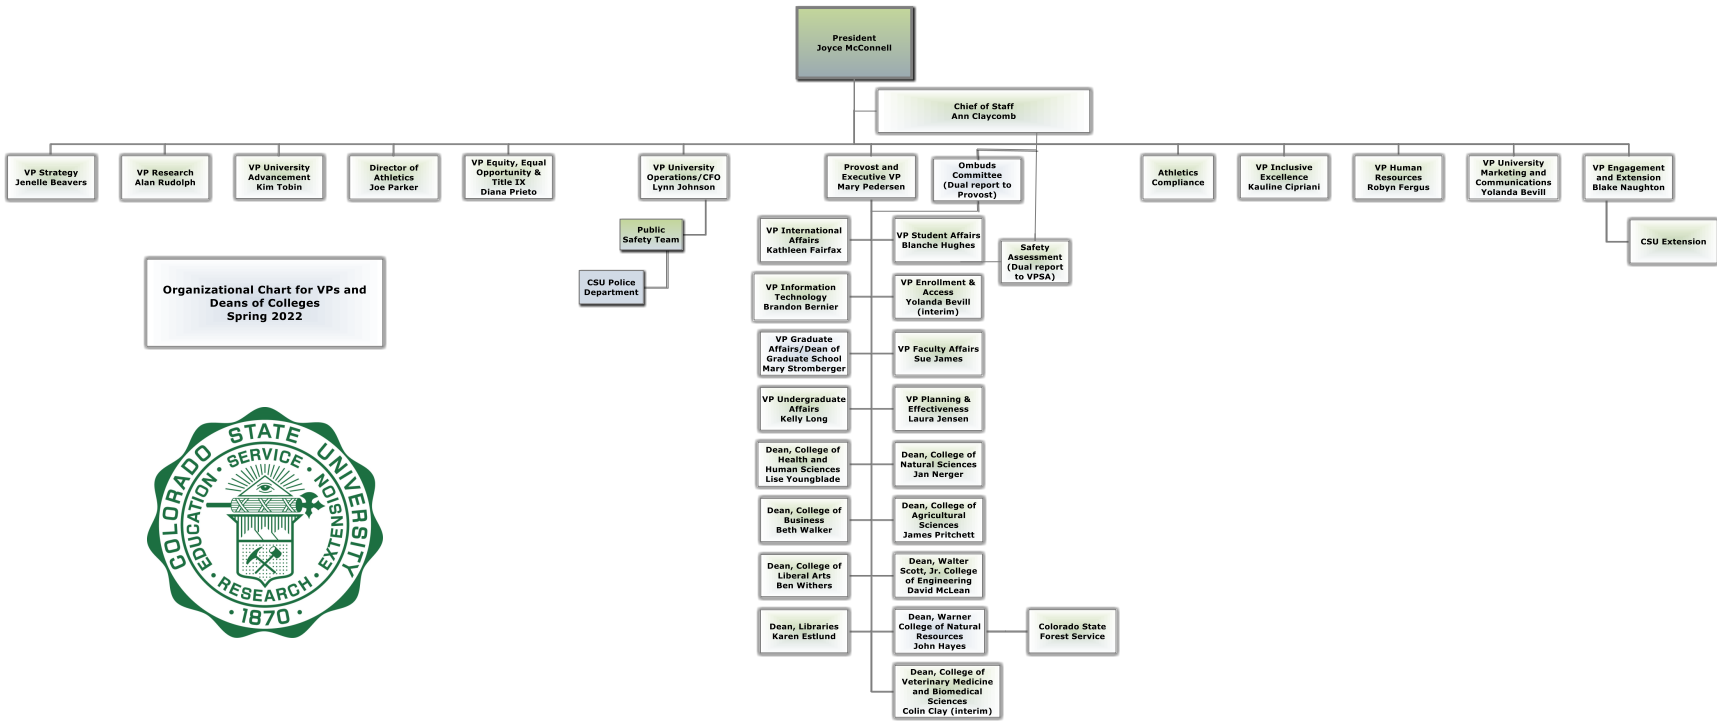 President
Joyce McConnell
Chief of Staff
Ann Claycomb
VP Strategy
Jenelle Beavers
VP Research
Alan Rudolph
VP University
Advancement
Kim Tobin
Director of
Athletics
Joe Parker
VP Equity, Equal
Opportunity &
Title IX
Diana Prieto
VP University
Operations/CFO
Lynn Johnson
Provost and
Executive VP
Mary Pedersen
Ombuds
Committee
(Dual report to
Provost)
Athletics
Compliance
VP Inclusive
Excellence
Kauline Cipriani
VP Human
Resources
Robyn Fergus
VP University
Marketing and
Communications
Yolanda Bevill
VP Engagement
and Extension
Blake Naughton
Public
Safety Team
CSU Police
Department
CSU Extension
VP International
Affairs
Kathleen Fairfax
VP Student Affairs
Blanche Hughes
Safety
Assessment
(Dual report
to VPSA)
VP Information
Technology
Brandon Bernier
VP Enrollment &
Access
Yolanda Bevill
(interim)
VP Graduate
Affairs/Dean of
Graduate School
Mary Stromberger
VP Faculty Affairs
Sue James
VP Undergraduate
Affairs
Kelly Long
VP Planning &
Effectiveness
Laura Jensen
Dean, College of
Health and
Human Sciences
Lise Youngblade
Dean, College of
Natural Sciences
Jan Nerger
Dean, College of
Business
Beth Walker
Dean, College of
Agricultural
Sciences
James Pritchett
Dean, College of
Liberal Arts
Ben Withers
Dean, Walter
Scott, Jr. College
of Engineering
David McLean
Dean, Libraries
Karen Estlund
Dean, Warner
College of Natural
Resources
John Hayes
Colorado State
Forest Service
Dean, College of
Veterinary Medicine
and Biomedical
Sciences
Colin Clay (interim)
Organizational Chart for VPs and
Deans of Colleges
Spring 2022
COLORADO STATE UNIVERSITY
EDUCATION • SERVICE • EXTENSION
• RESEARCH •
• 1870 •